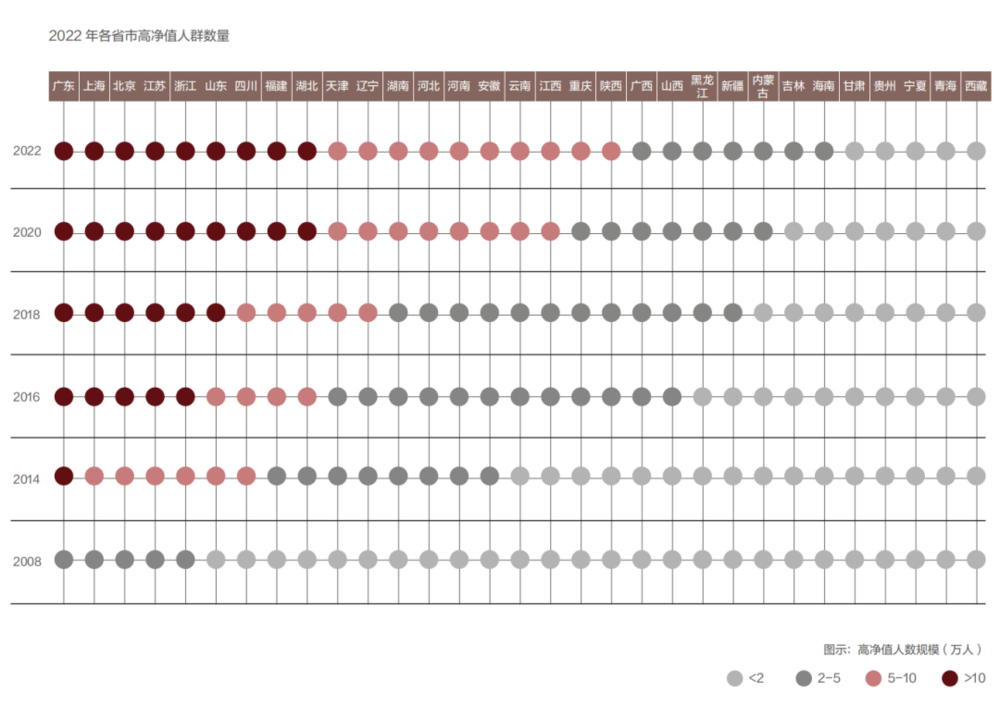 2022 年各省市高净值人群数量
广东 上海 北京 江苏 浙江 山东 四川 福建 湖北 天津 辽宁 湖南 河北 河南 安徽 云南 江西 重庆 陕西 广西 山西 黑龙江 新疆 内蒙古 吉林 海南 甘肃 贵州 宁夏 青海 西藏
2022
2020
2018
2016
2014
2008
图示：高净值人数规模（万人）
<2 2-5 5-10 >10